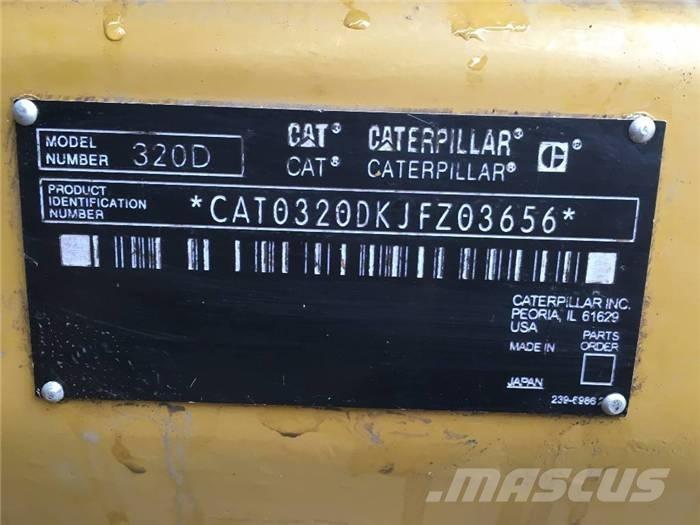 MODEL
NUMBER 320D
CAT® CATERPILLAR®
CAT® CATERPILLAR®
PRODUCT
IDENTIFICATION
NUMBER
*CAT0320DKJFZ03656*
CATERPILLAR INC.
PEORIA, IL 61629
USA
PARTS
MADE IN ORDER
JAPAN
MASCUS